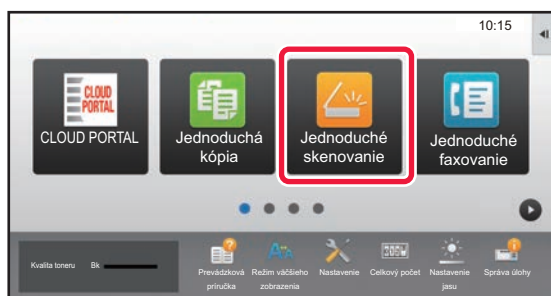 10:15
CLOUD
PORTAL
CLOUD PORTAL
Jednoduchá
kópia
Jednoduché
skenovanie
Jednoduché
faxovanie
Kvalita toneru Bk
Prevádzková
príručka
Režim väčšieho
zobrazenia
Nastavenie
Celkový počet
Nastavenie
jasu
Správa úlohy